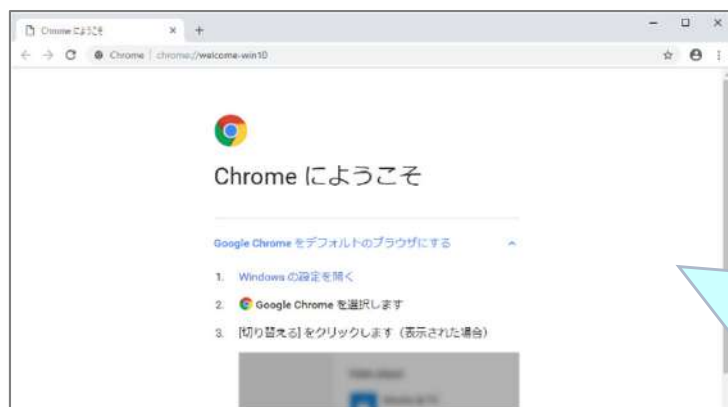 Chrome にようこそ
Chrome | chrome://welcome-win10
Chrome にようこそ
Google Chrome をデフォルトのブラウザにする
1. Windows の設定を開く
2. Google Chrome を選択します
3. [切り替える] をクリックします（表示された場合）